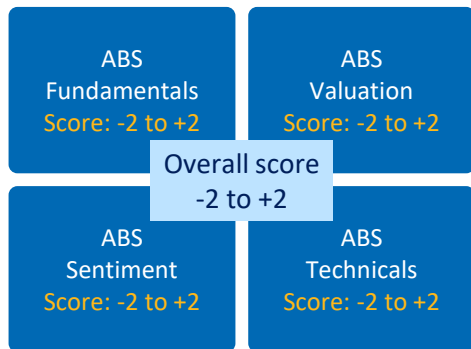 ABS
Fundamentals
Score: -2 to +2
ABS
Valuation
Score: -2 to +2
Overall score
-2 to +2
ABS
Sentiment
Score: -2 to +2
ABS
Technicals
Score: -2 to +2